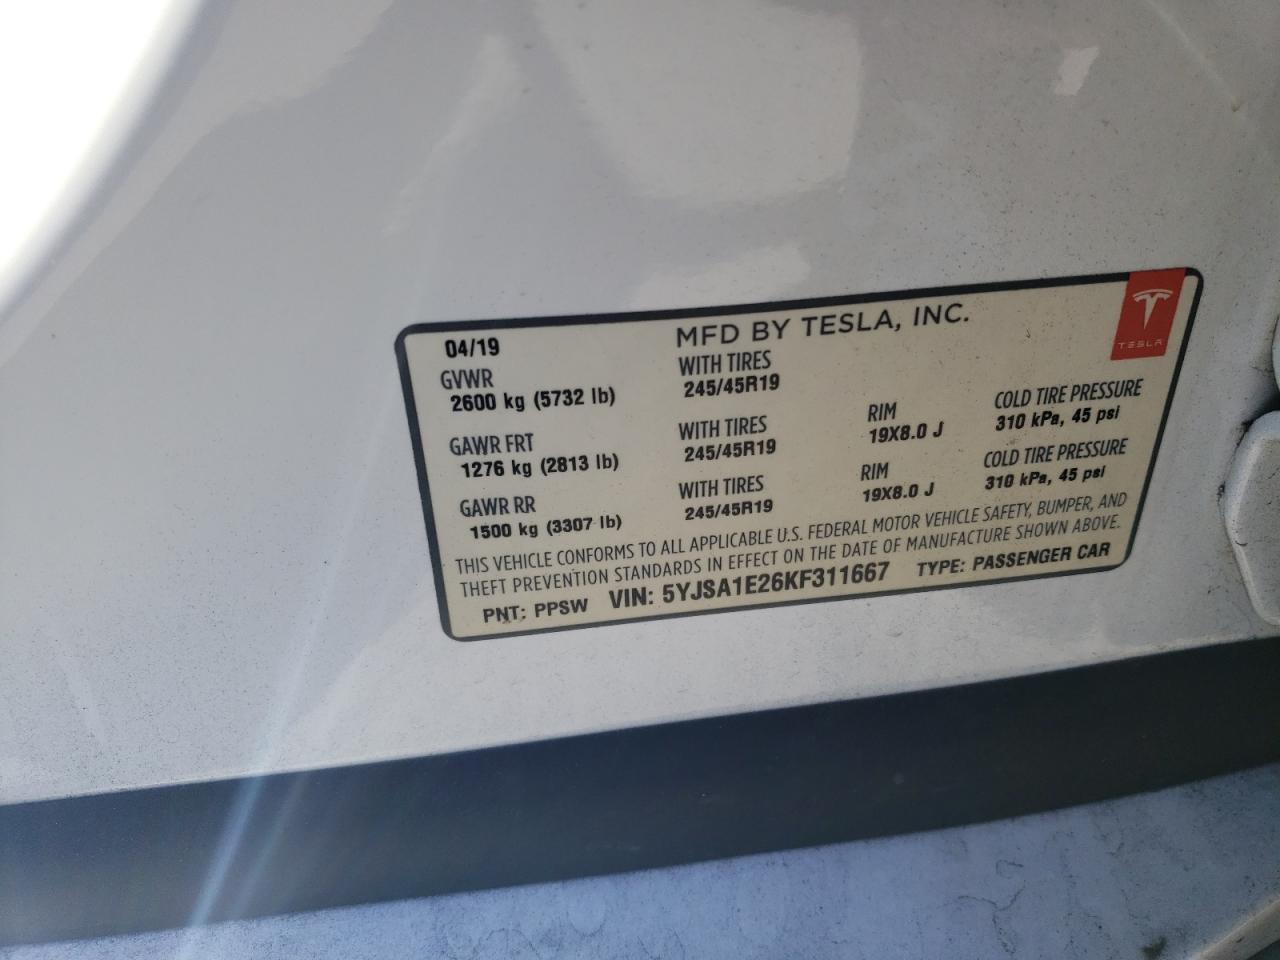 04/19 MFD BY TESLA, INC.
TESLA
GVWR WITH TIRES
2600 kg (5732 lb) 245/45R19
GAWR FRT WITH TIRES RIM COLD TIRE PRESSURE
1276 kg (2813 lb) 245/45R19 19X8.0 J 310 kPa, 45 psi
GAWR RR WITH TIRES RIM COLD TIRE PRESSURE
1500 kg (3307 lb) 245/45R19 19X8.0 J 310 kPa, 45 psi
THIS VEHICLE CONFORMS TO ALL APPLICABLE U.S. FEDERAL MOTOR VEHICLE SAFETY, BUMPER, AND
THEFT PREVENTION STANDARDS IN EFFECT ON THE DATE OF MANUFACTURE SHOWN ABOVE.
PNT: PPSW VIN: 5YJSA1E26KF311667 TYPE: PASSENGER CAR